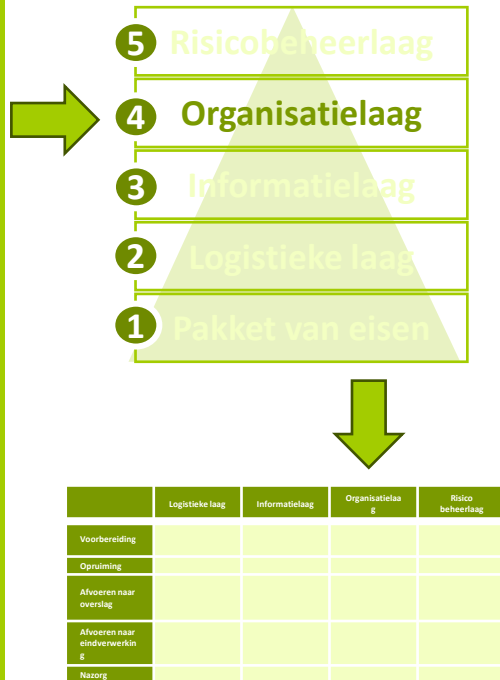 5 Risicobeheerlaag
4 Organisatielaag
3 Informatielaag
2 Logistieke laag
1 Pakket van eisen
Logistieke laag Informatielaag Organisatielaa Risico
g beheerlaag
Voorbereiding
Opruiming
Afvoeren naar
overslag
Afvoeren naar
eindverwerkin
g
Nazorg